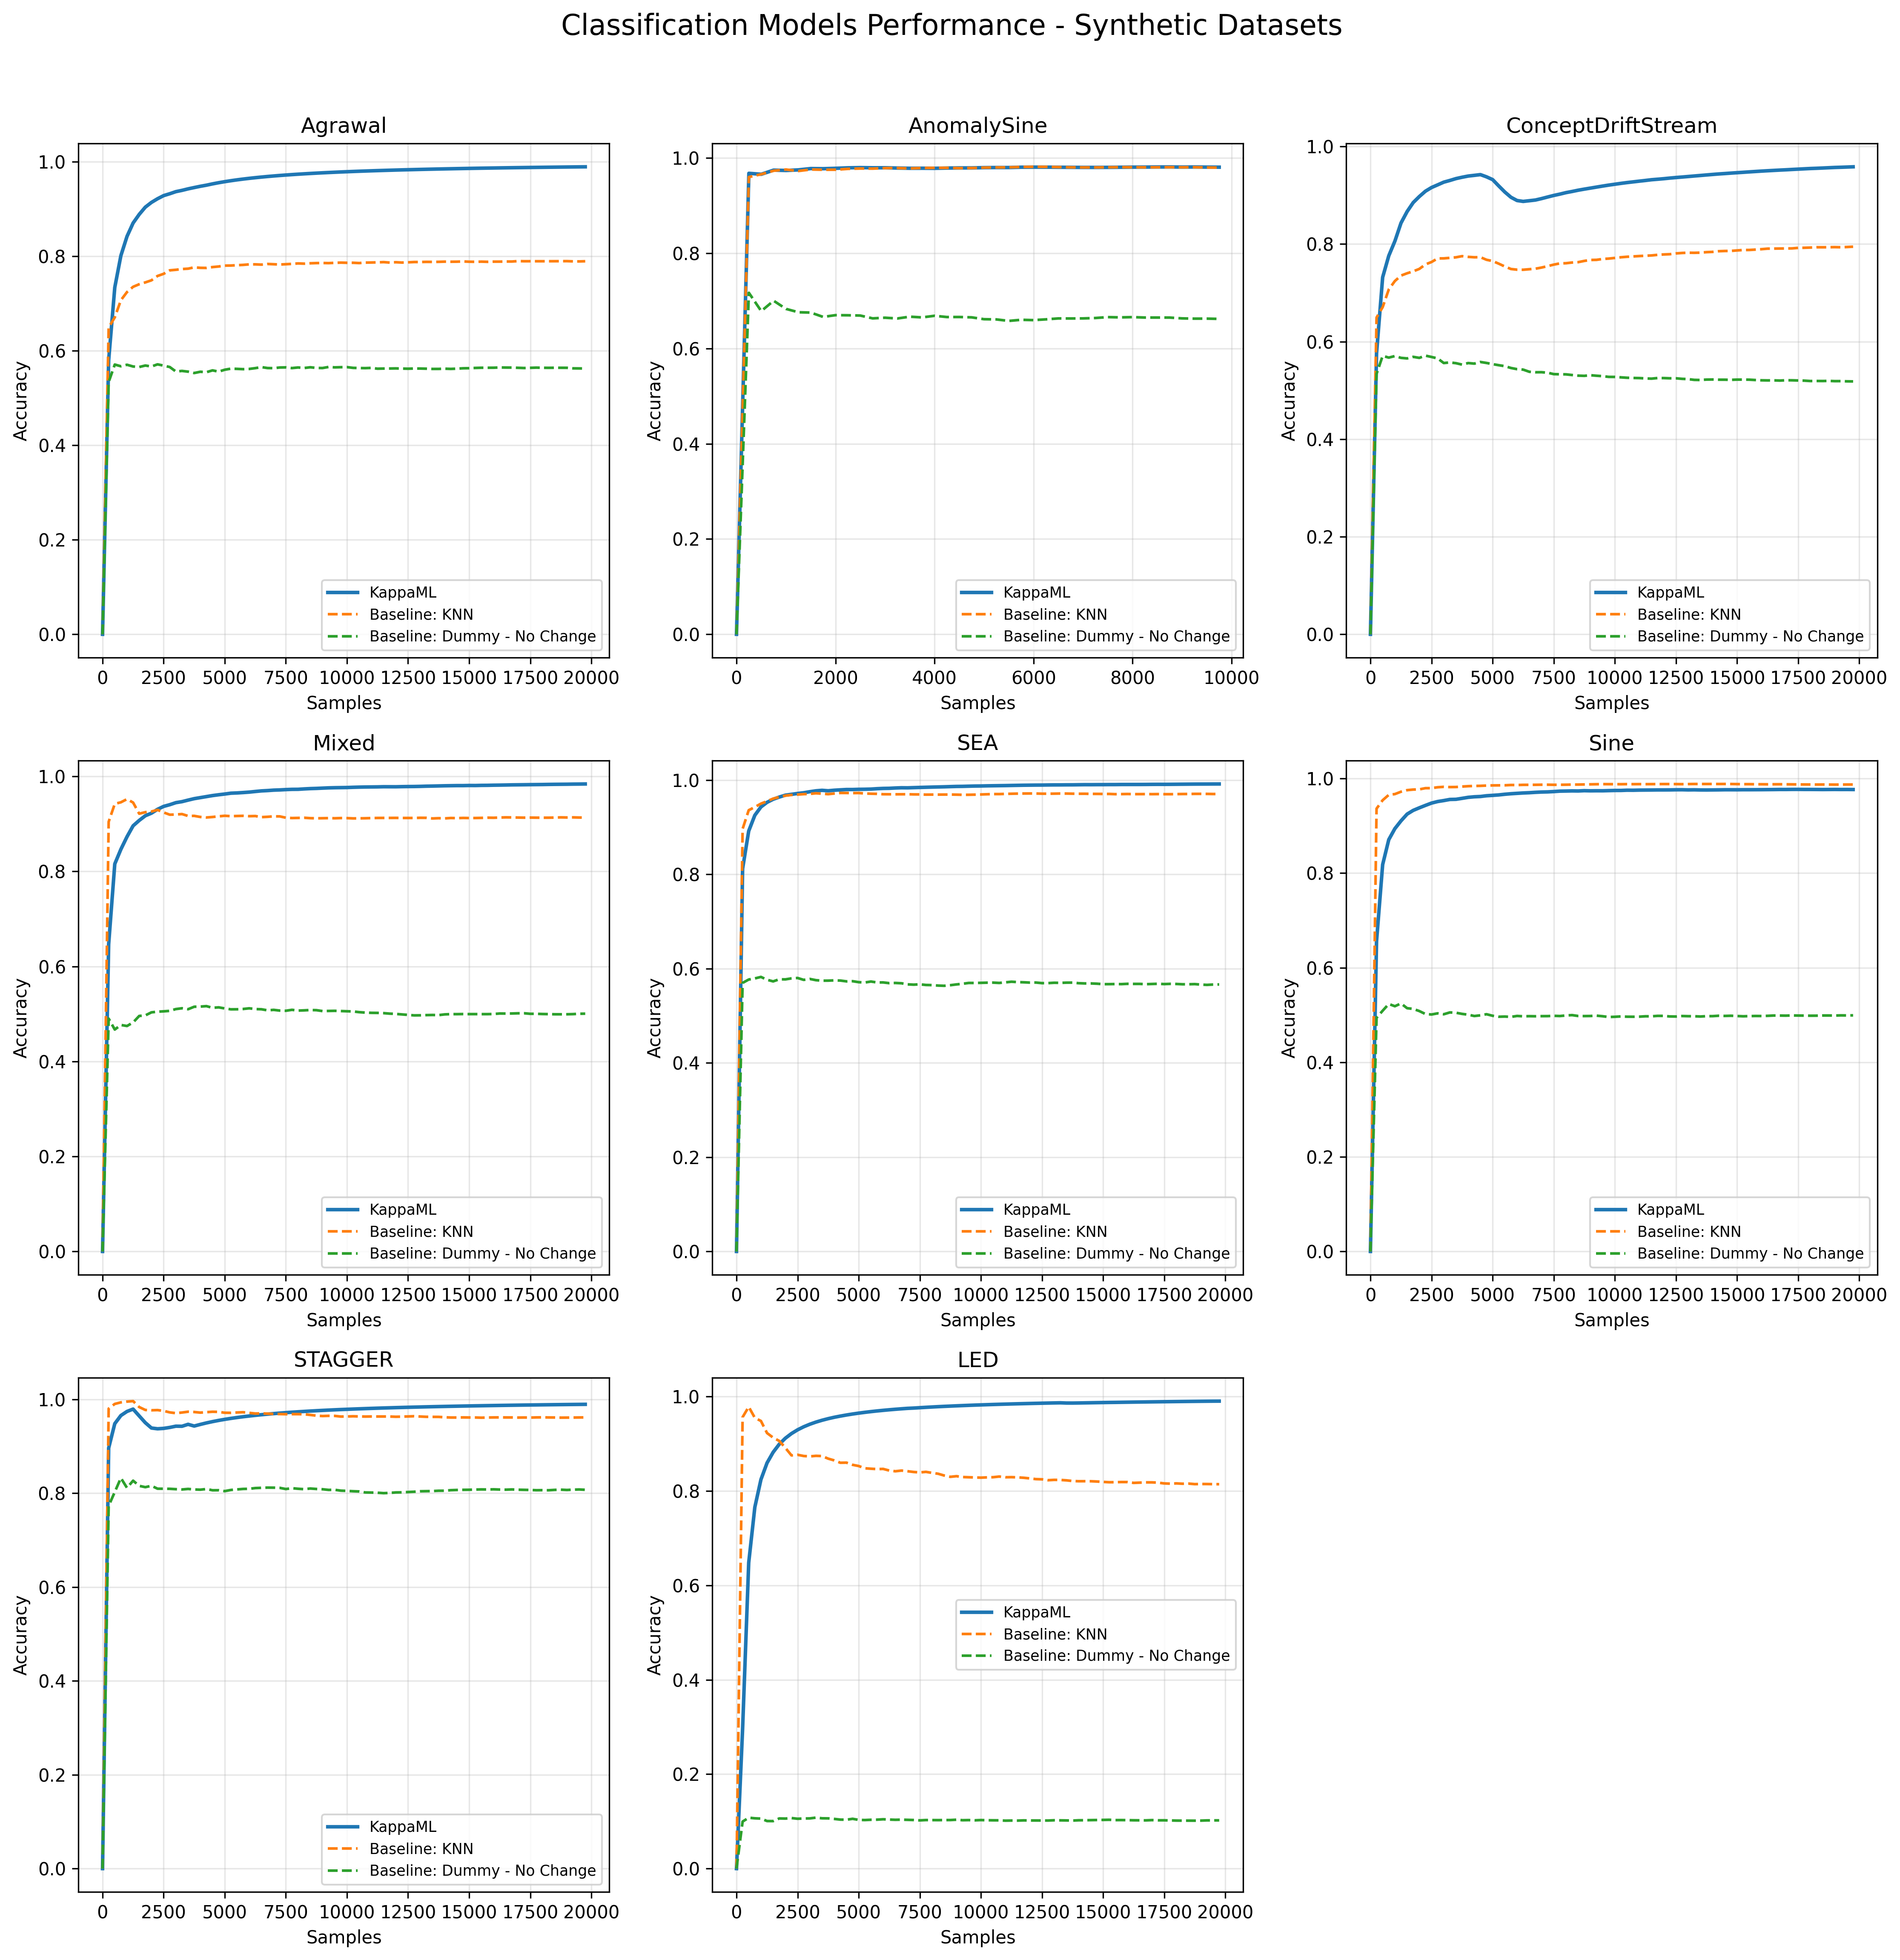 Classification Models Performance - Synthetic Datasets
Agrawal
Accuracy
1.0
0.8
0.6
0.4
0.2
0.0
KappaML
Baseline: KNN
Baseline: Dummy - No Change
0 2500 5000 7500 10000 12500 15000 17500 20000
Samples
AnomalySine
Accuracy
1.0
0.8
0.6
0.4
0.2
0.0
KappaML
Baseline: KNN
Baseline: Dummy - No Change
0 2000 4000 6000 8000 10000
Samples
ConceptDriftStream
Accuracy
1.0
0.8
0.6
0.4
0.2
0.0
KappaML
Baseline: KNN
Baseline: Dummy - No Change
0 2500 5000 7500 10000 12500 15000 17500 20000
Samples
Mixed
Accuracy
1.0
0.8
0.6
0.4
0.2
0.0
KappaML
Baseline: KNN
Baseline: Dummy - No Change
0 2500 5000 7500 10000 12500 15000 17500 20000
Samples
SEA
Accuracy
1.0
0.8
0.6
0.4
0.2
0.0
KappaML
Baseline: KNN
Baseline: Dummy - No Change
0 2500 5000 7500 10000 12500 15000 17500 20000
Samples
Sine
Accuracy
1.0
0.8
0.6
0.4
0.2
0.0
KappaML
Baseline: KNN
Baseline: Dummy - No Change
0 2500 5000 7500 10000 12500 15000 17500 20000
Samples
STAGGER
Accuracy
1.0
0.8
0.6
0.4
0.2
0.0
KappaML
Baseline: KNN
Baseline: Dummy - No Change
0 2500 5000 7500 10000 12500 15000 17500 20000
Samples
LED
Accuracy
1.0
0.8
0.6
0.4
0.2
0.0
KappaML
Baseline: KNN
Baseline: Dummy - No Change
0 2500 5000 7500 10000 12500 15000 17500 20000
Samples